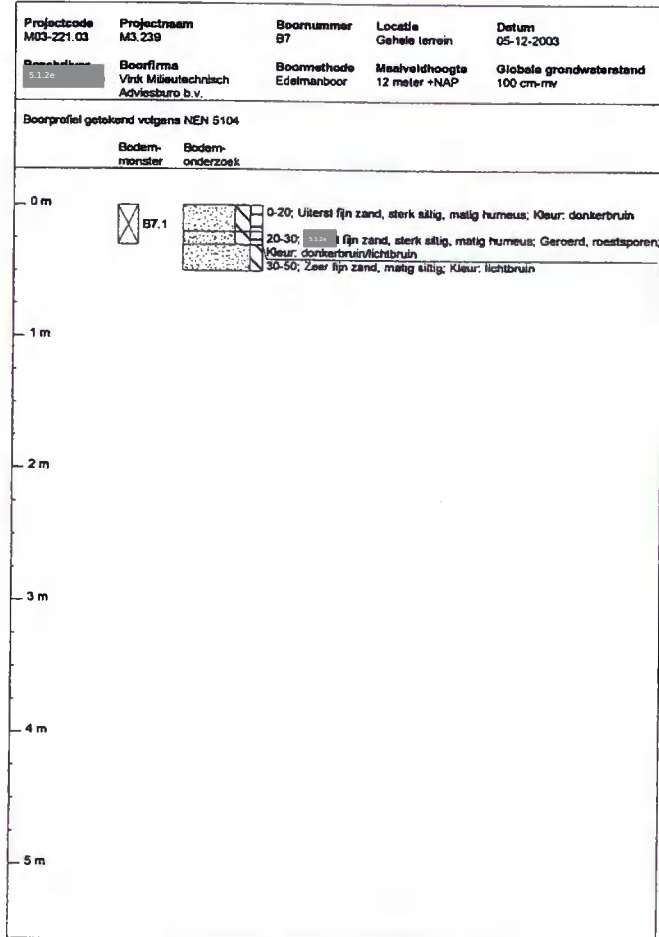 Projectcode Projectnaam Boornummer Locatie Datum
M03-221.03 M3.239 B7 Gehele terrein 05-12-2003
Boorfirma Boormethode Maaiveldhoogte Globale grondwaterstand
5.1.2e Vink Milieutechnisch Edelmanboor 12 meter +NAP 100 cm-mv
Adviesburo b.v.
Boorprofiel getekend volgens NEN 5104
Bodem- Bodem-
monster onderzoek
0 m
B7.1
0-20; Uiterst fijn zand, sterk siltig, matig humeus; Kleur: donkerbruin
20-30; 5.1.2e fijn zand, sterk siltig, matig humeus; Geroerd, roestsporen;
Kleur: donkerbruin/lichtbruin
30-50; Zeer fijn zand, matig siltig; Kleur: lichtbruin
1 m
2 m
3 m
4 m
5 m